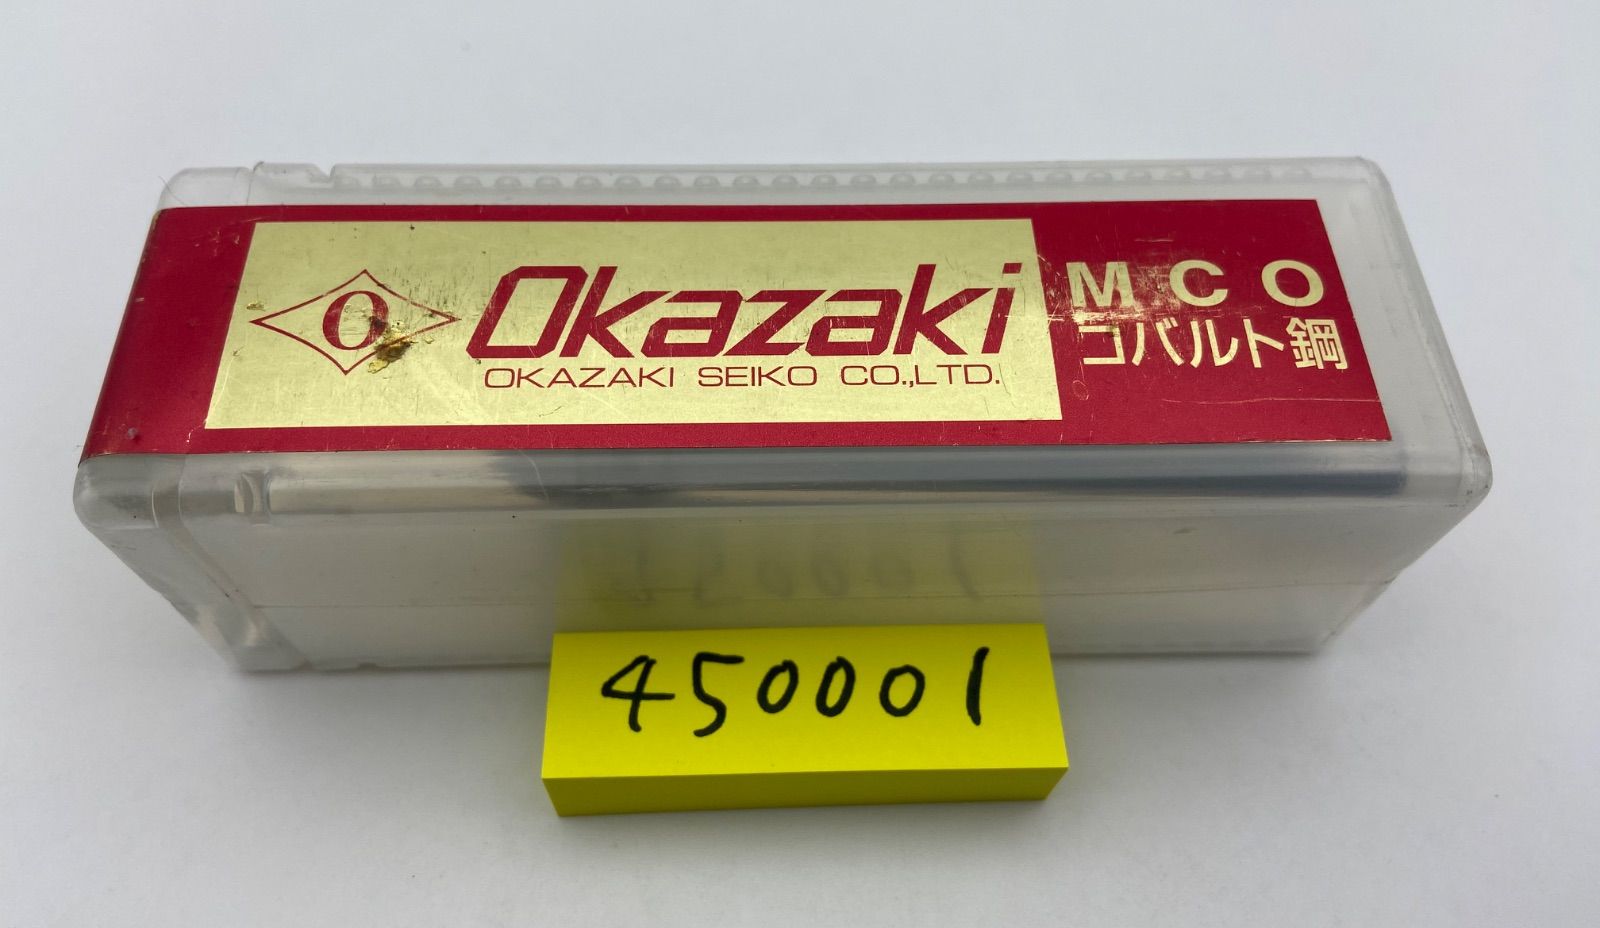 O
Okazaki
OKAZAKI SEIKO CO.,LTD.
MCO
コバルト鋼
450001